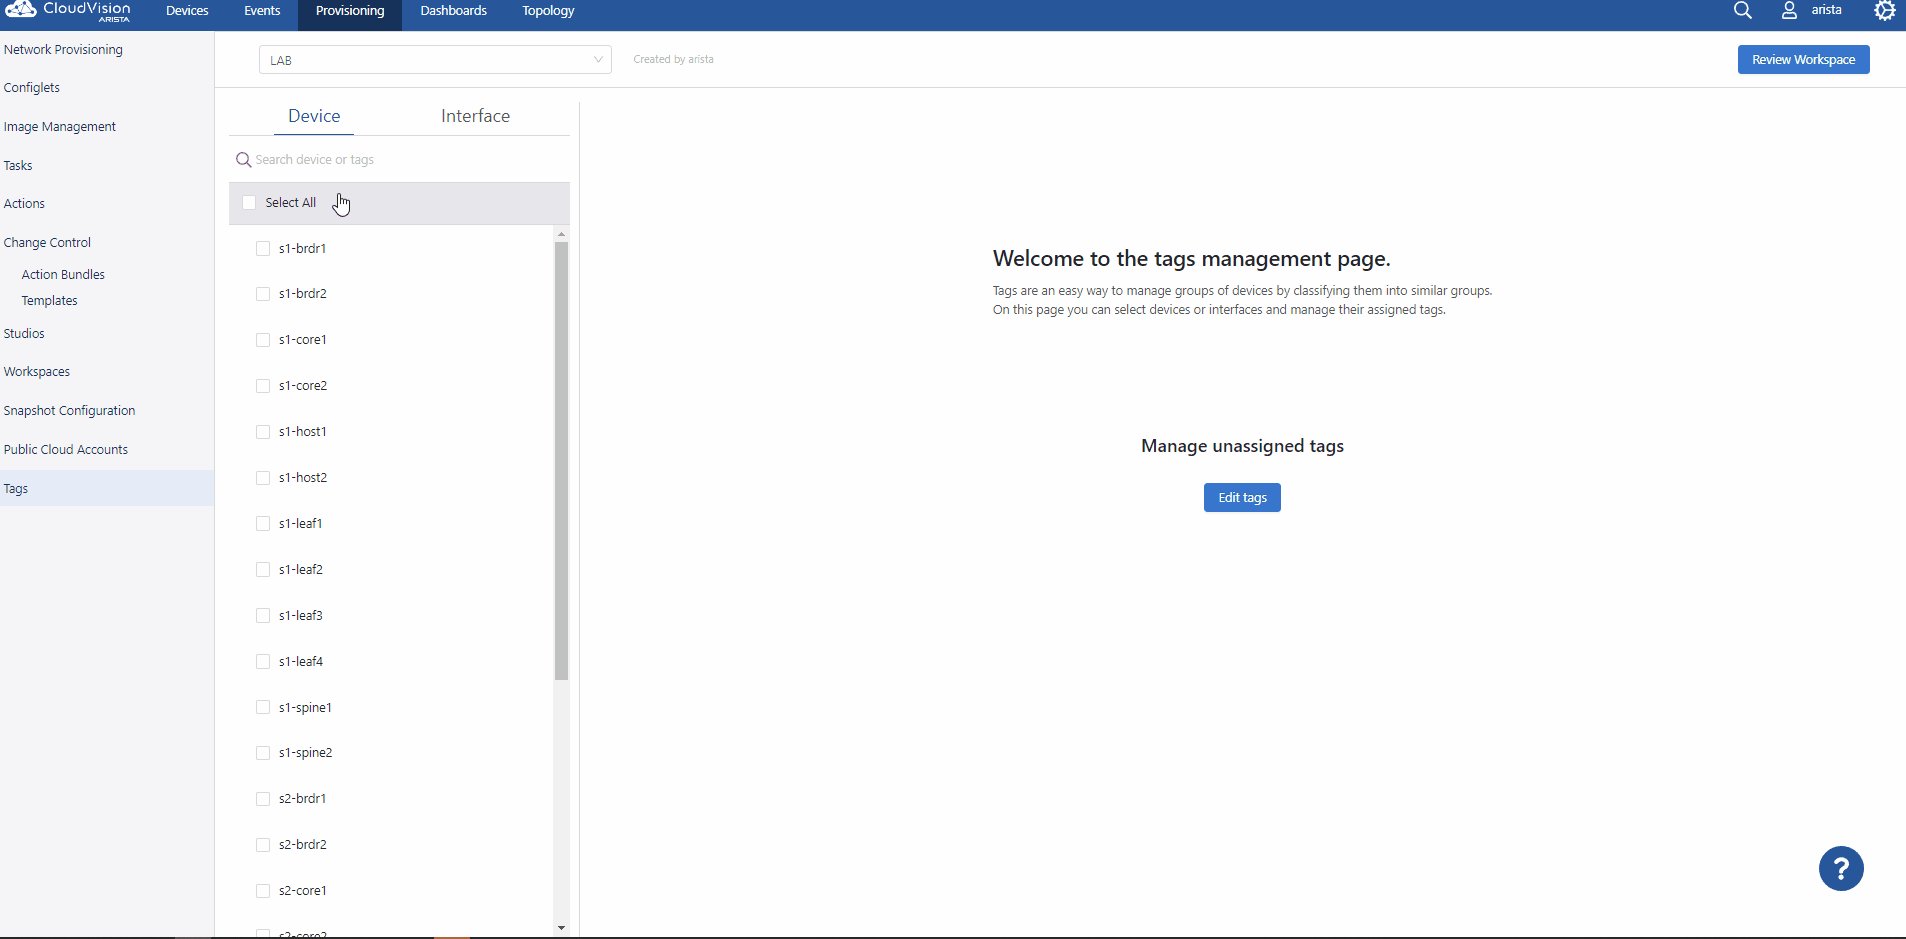 CloudVision
ARISTA
Devices
Events
Provisioning
Dashboards
Topology
arista
Network Provisioning
Configlets
Image Management
Tasks
Actions
Change Control
Action Bundles
Templates
Studios
Workspaces
Snapshot Configuration
Public Cloud Accounts
Tags
LAB
Created by arista
Review Workspace
Device
Interface
Search device or tags
Select All
s1-brdr1
s1-brdr2
s1-core1
s1-core2
s1-host1
s1-host2
s1-leaf1
s1-leaf2
s1-leaf3
s1-leaf4
s1-spine1
s1-spine2
s2-brdr1
s2-brdr2
s2-core1
s2-core2
Welcome to the tags management page.
Tags are an easy way to manage groups of devices by classifying them into similar groups.
On this page you can select devices or interfaces and manage their assigned tags.
Manage unassigned tags
Edit tags
?